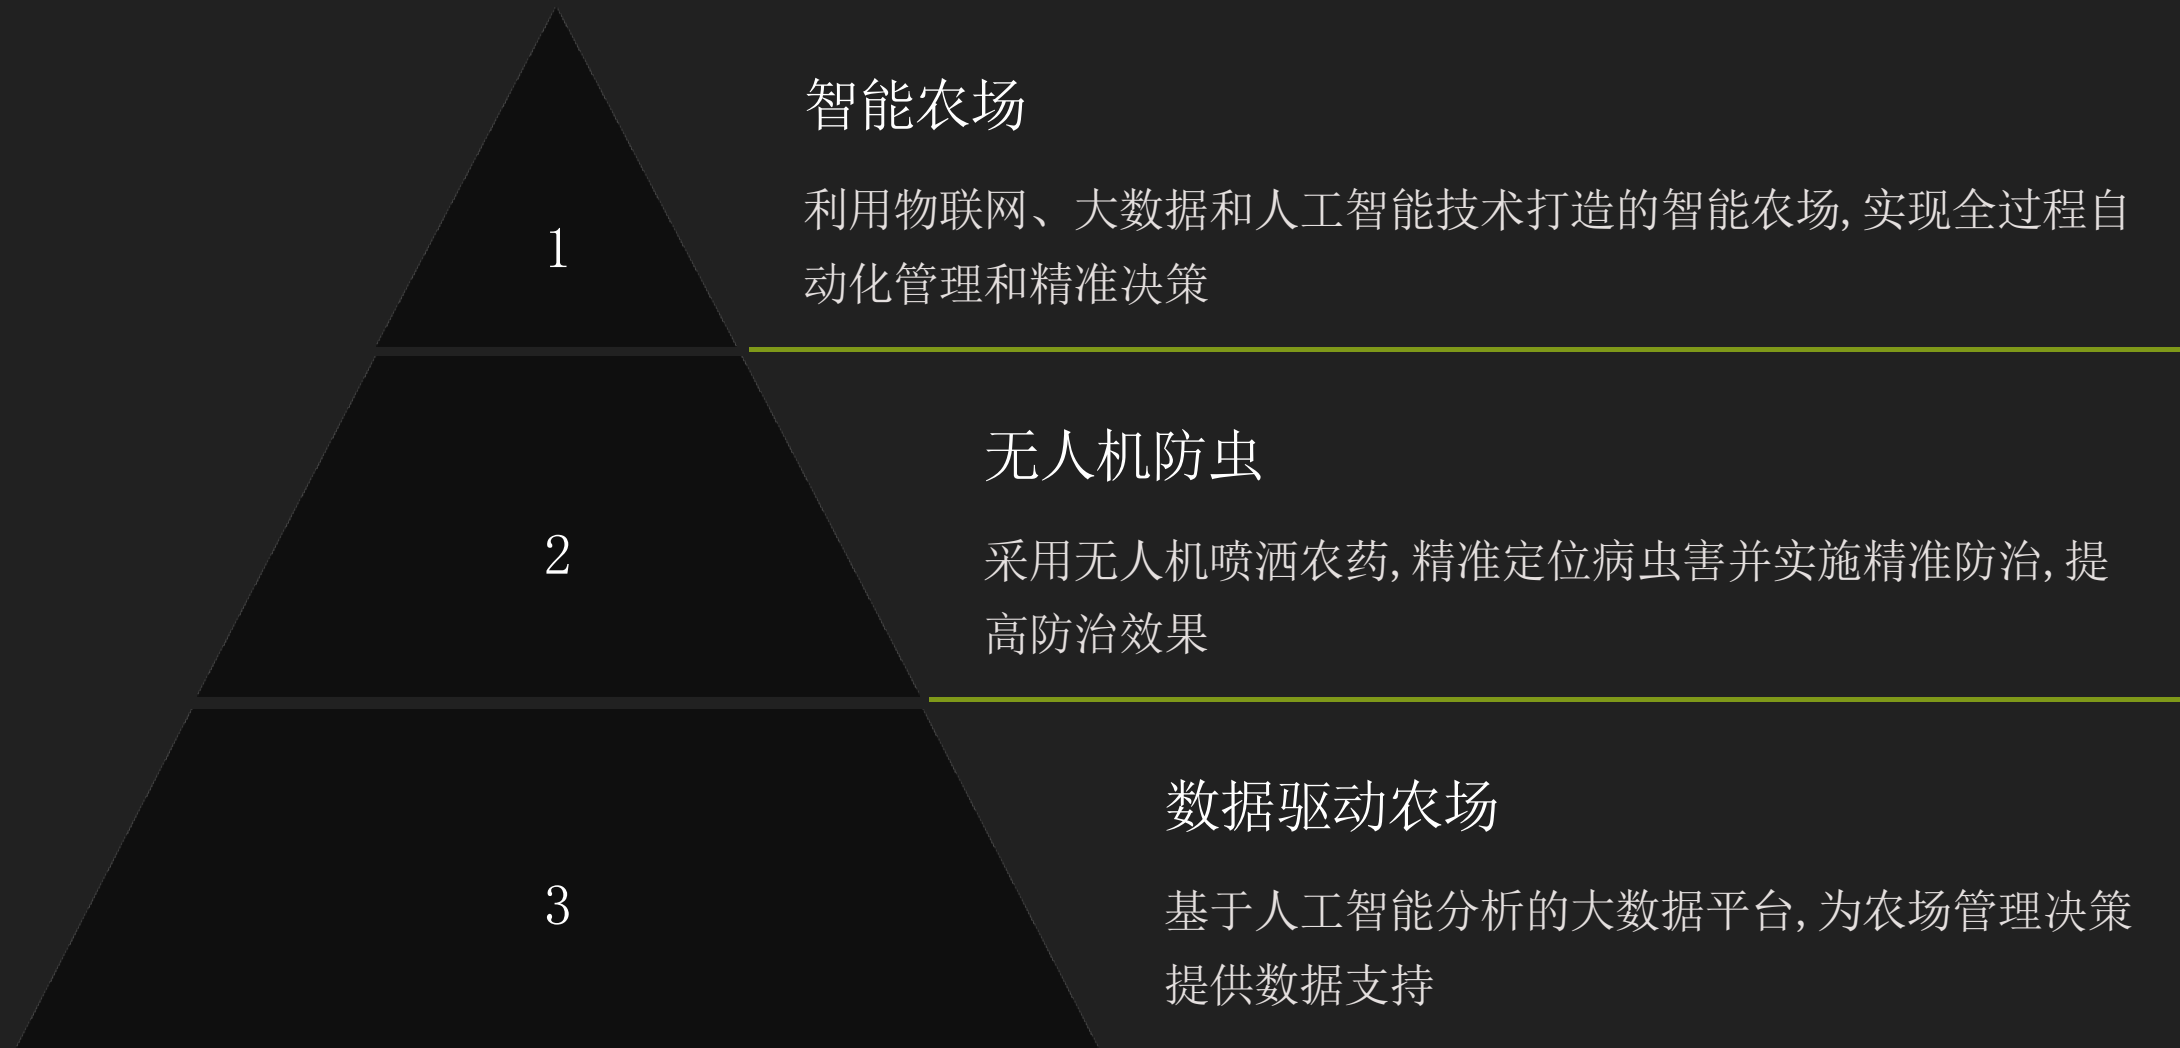 智能农场
利用物联网、大数据和人工智能技术打造的智能农场,实现全过程自
动化管理和精准决策
1
无人机防虫
采用无人机喷洒农药,精准定位病虫害并实施精准防治,提
高防治效果
2
数据驱动农场
基于人工智能分析的大数据平台,为农场管理决策
提供数据支持
3